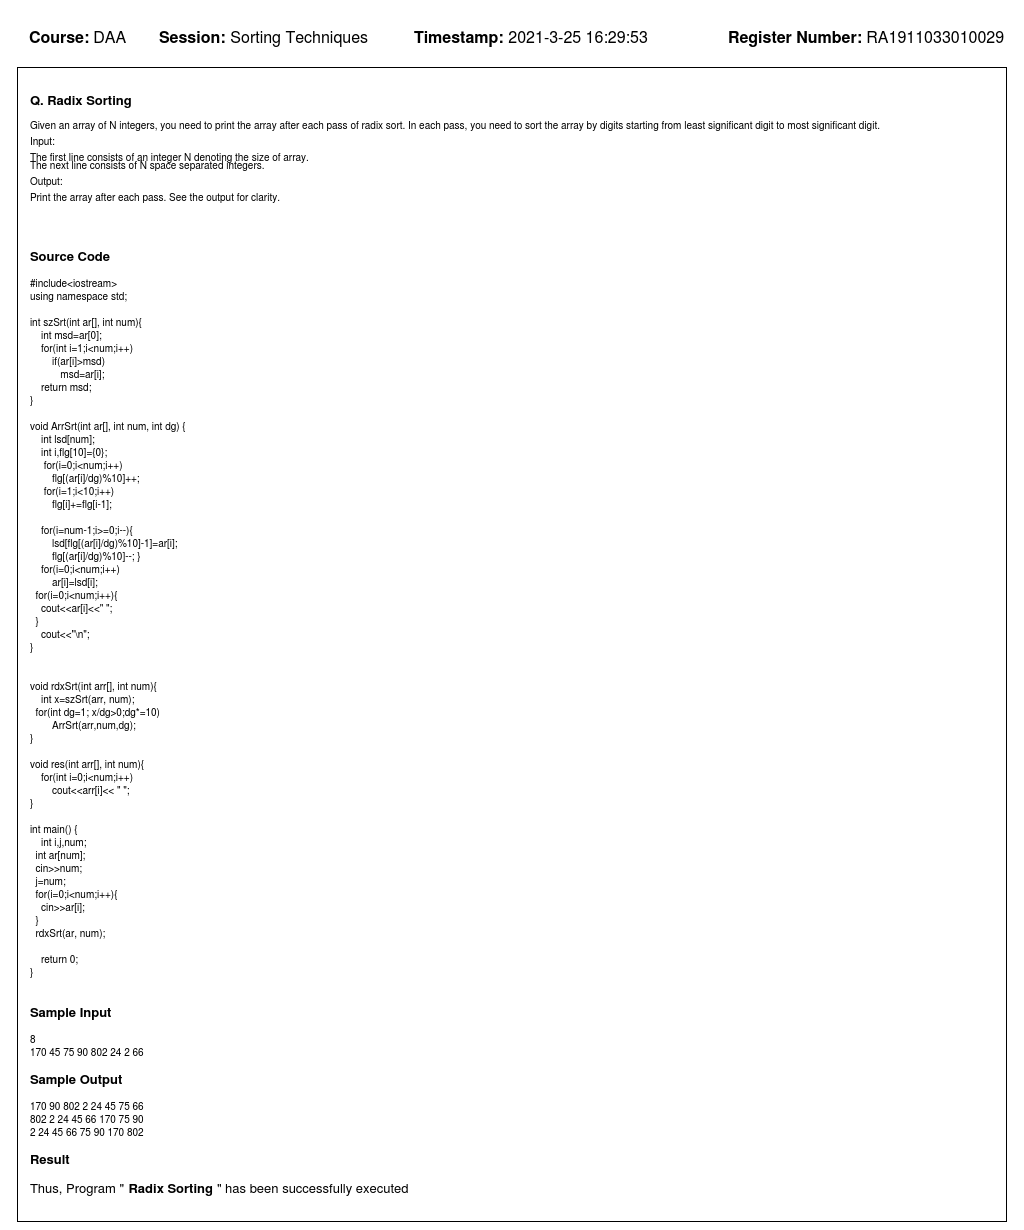 Course: DAA Session: Sorting Techniques Timestamp: 2021-3-25 16:29:53 Register Number: RA1911033010029
Q. Radix Sorting
Given an array of N integers, you need to print the array after each pass of radix sort. In each pass, you need to sort the array by digits starting from least significant digit to most significant digit.
Input:
The first line consists of an integer N denoting the size of array.
The next line consists of N space separated integers.
Output:
Print the array after each pass. See the output for clarity.
Source Code
#include<iostream>
using namespace std;
int szSrt(int ar[], int num){
int msd=ar[0];
for(int i=1;i<num;i++)
if(ar[i]>msd)
msd=ar[i];
return msd;
}
void ArrSrt(int ar[], int num, int dg) {
int lsd[num];
int i,flg[10]={0};
for(i=0;i<num;i++)
flg[(ar[i]/dg)%10]++;
for(i=1;i<10;i++)
flg[i]+=flg[i-1];
for(i=num-1;i>=0;i--){
lsd[flg[(ar[i]/dg)%10]-1]=ar[i];
flg[(ar[i]/dg)%10]--; }
for(i=0;i<num;i++)
ar[i]=lsd[i];
for(i=0;i<num;i++){
cout<<ar[i]<<" ";
}
cout<<"\n";
}
void rdxSrt(int arr[], int num){
int x=szSrt(arr, num);
for(int dg=1; x/dg>0;dg*=10)
ArrSrt(arr,num,dg);
}
void res(int arr[], int num){
for(int i=0;i<num;i++)
cout<<arr[i]<< " ";
}
int main() {
int i,j,num;
int ar[num];
cin>>num;
j=num;
for(i=0;i<num;i++){
cin>>ar[i];
}
rdxSrt(ar, num);
return 0;
}
Sample Input
8
170 45 75 90 802 24 2 66
Sample Output
170 90 802 2 24 45 75 66
802 2 24 45 66 170 75 90
2 24 45 66 75 90 170 802
Result
Thus, Program " Radix Sorting " has been successfully executed